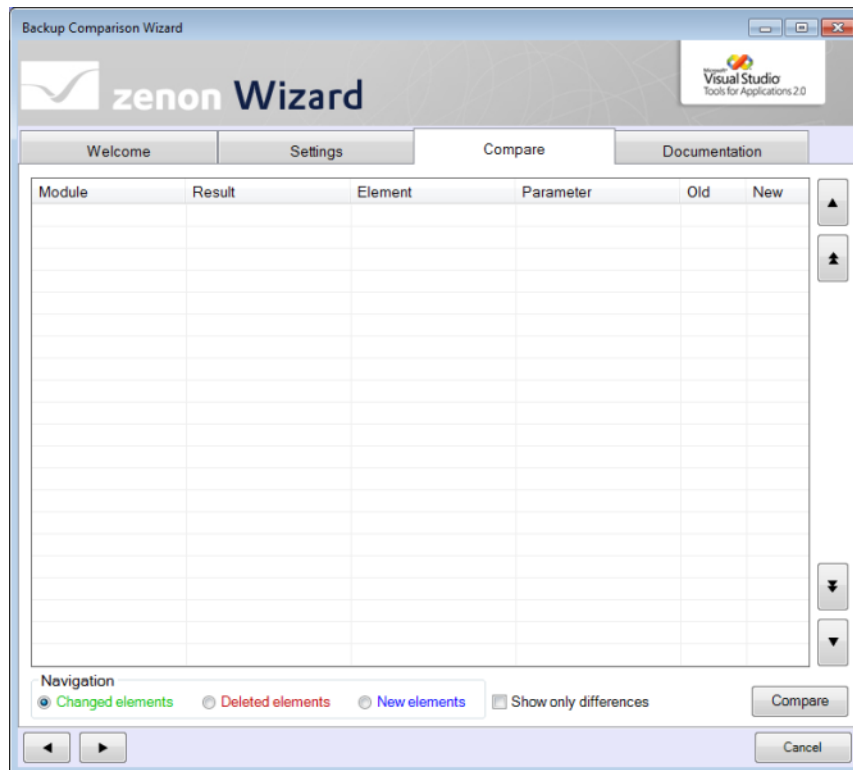 Backup Comparison Wizard
zenon Wizard
Microsoft
Visual Studio
Tools for Applications 2.0
Welcome Settings Compare Documentation
Module Result Element Parameter Old New
Navigation
Changed elements Deleted elements New elements Show only differences Compare
Cancel